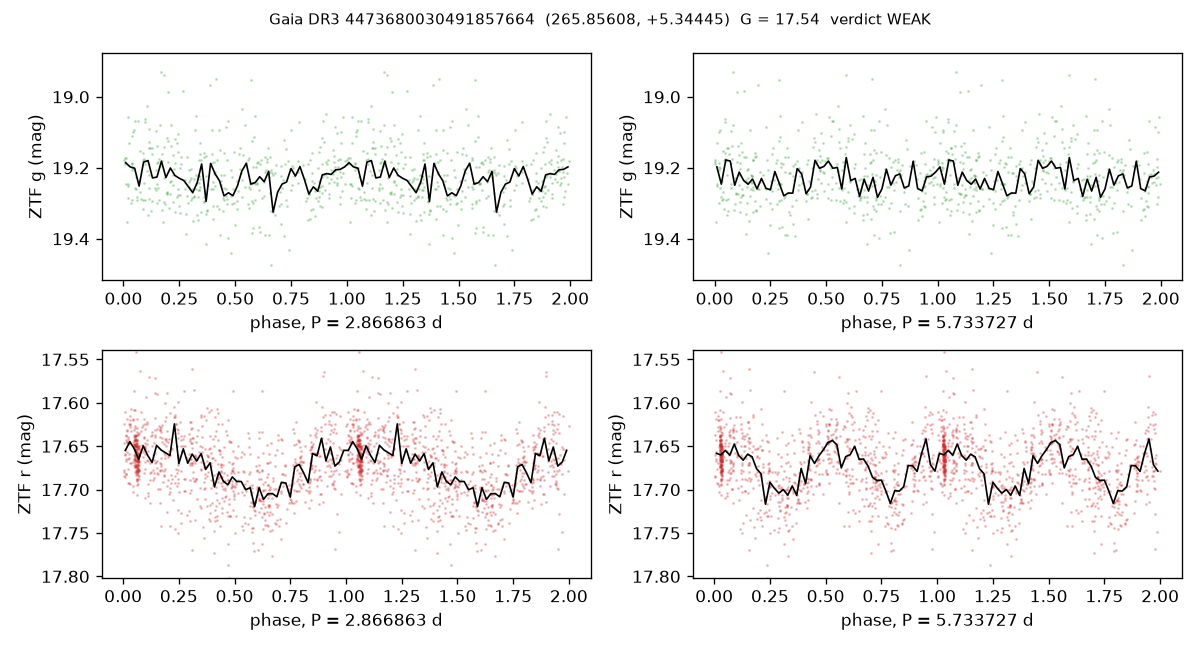 Gaia DR3 4473680030491857664 (265.85608, +5.34445) G = 17.54 verdict WEAK
ZTF g (mag)
19.0
19.2
19.4
0.00 0.25 0.50 0.75 1.00 1.25 1.50 1.75 2.00
phase, P = 2.866863 d
ZTF g (mag)
19.0
19.2
19.4
0.00 0.25 0.50 0.75 1.00 1.25 1.50 1.75 2.00
phase, P = 5.733727 d
ZTF r (mag)
17.55
17.60
17.65
17.70
17.75
17.80
0.00 0.25 0.50 0.75 1.00 1.25 1.50 1.75 2.00
phase, P = 2.866863 d
ZTF r (mag)
17.55
17.60
17.65
17.70
17.75
17.80
0.00 0.25 0.50 0.75 1.00 1.25 1.50 1.75 2.00
phase, P = 5.733727 d